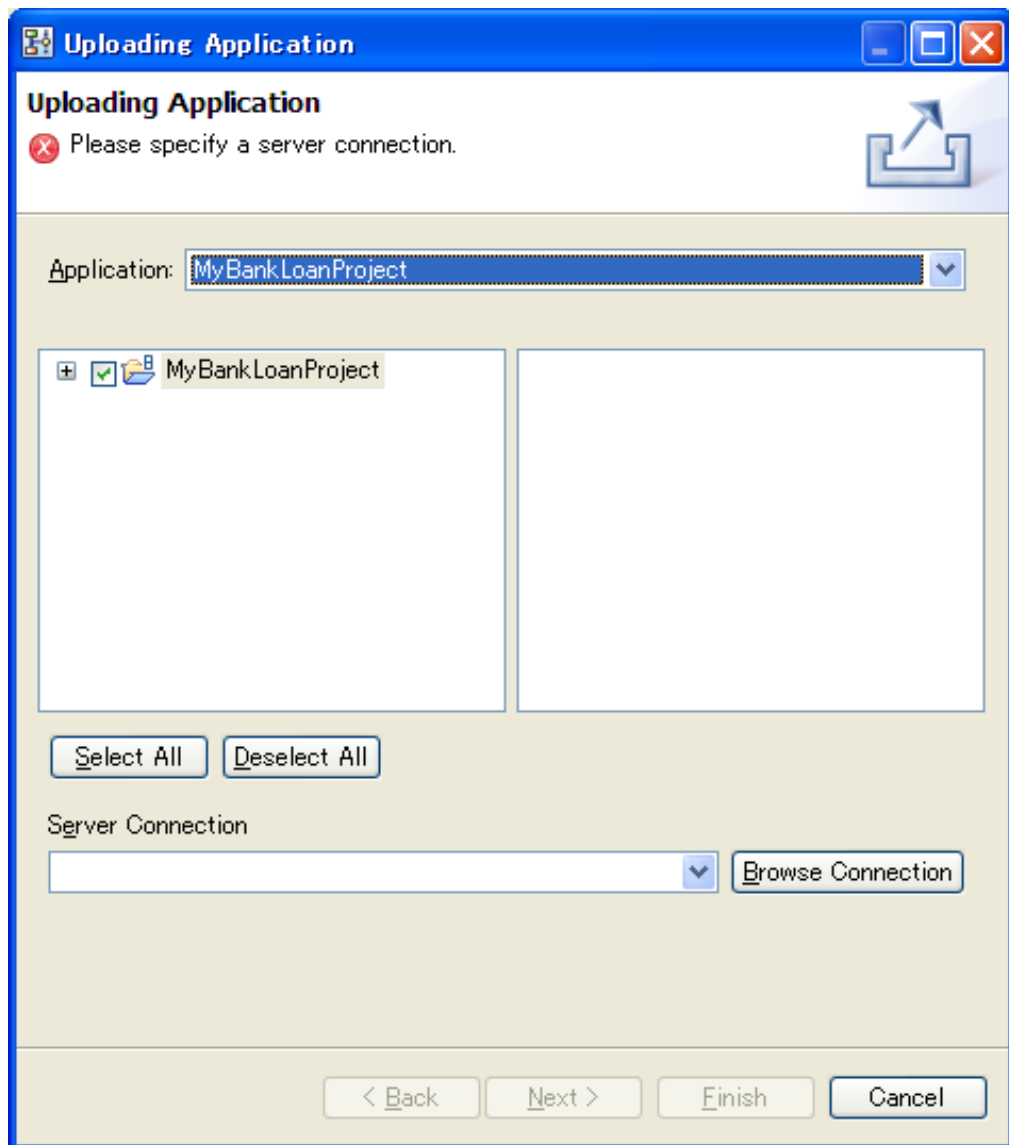 Uploading Application
Uploading Application
Please specify a server connection.
Application: MyBankLoanProject
MyBankLoanProject
Select All Deselect All
Server Connection
Browse Connection
< Back Next > Finish Cancel